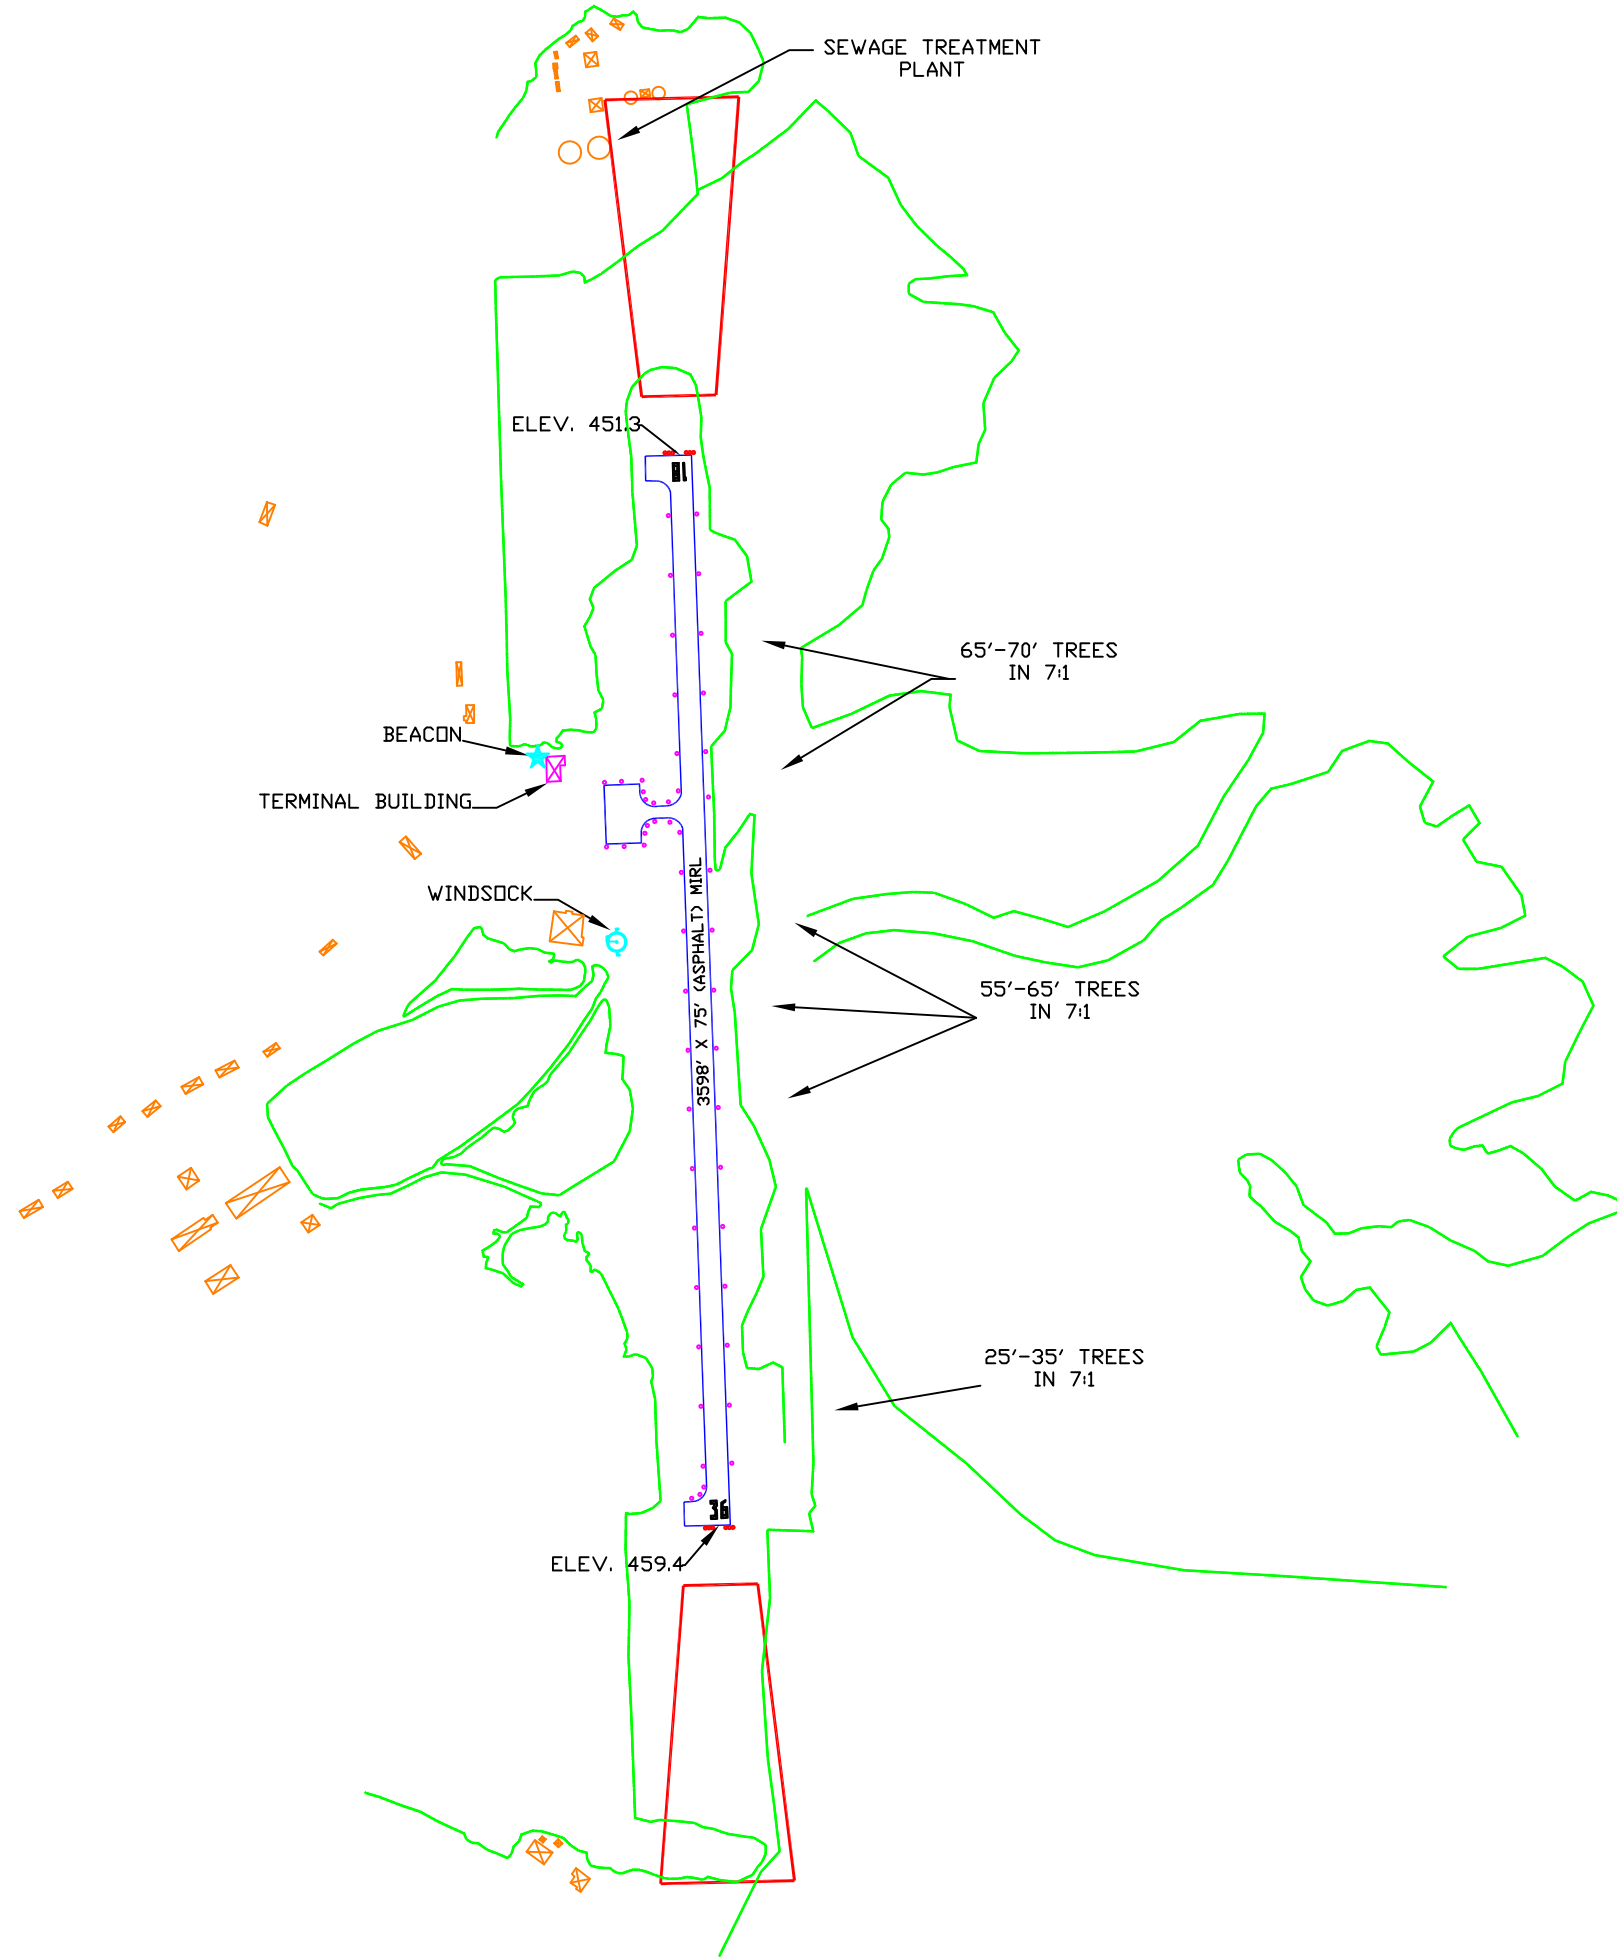 SEWAGE TREATMENT
PLANT
ELEV. 451.3
18
65'-70' TREES
IN 7:1
BEACON
TERMINAL BUILDING
WINDSOCK
3598' X 75' (ASPHALT) MIRL
55'-65' TREES
IN 7:1
25'-35' TREES
IN 7:1
36
ELEV. 459.4